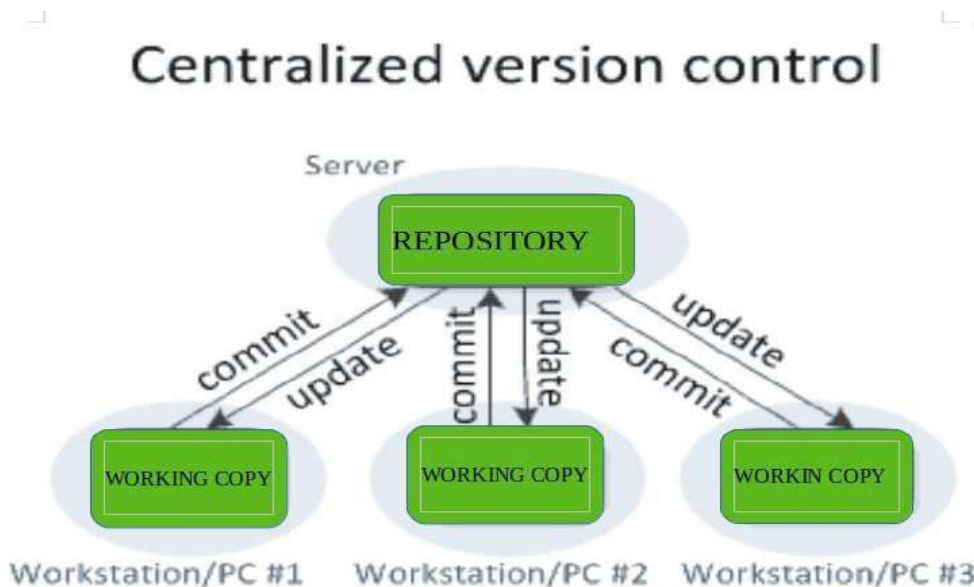 Centralized version control
Server
REPOSITORY
commit
update
commit
update
commit
update
WORKING COPY
WORKING COPY
WORKIN COPY
Workstation/PC #1
Workstation/PC #2
Workstation/PC #3